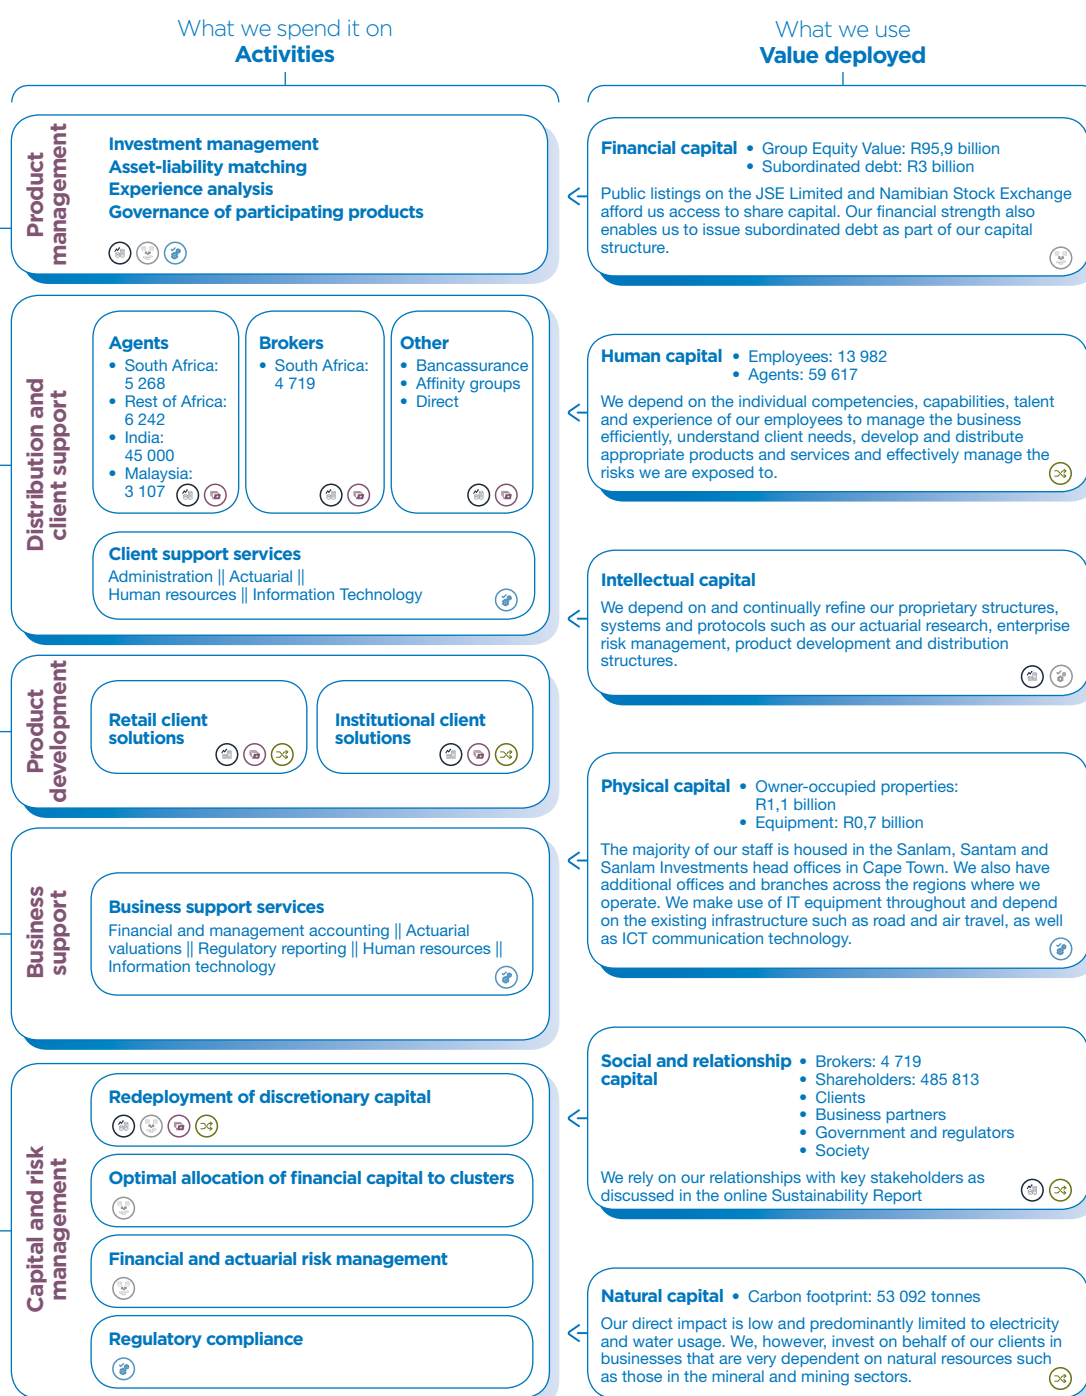 What we spend it on
Activities
Product
management
Investment management
Asset-liability matching
Experience analysis
Governance of participating products
Distribution and
client support
Agents
• South Africa:
5 268
• Rest of Africa:
6 242
• India:
45 000
• Malaysia:
3 107
Brokers
• South Africa:
4 719
Other
• Bancassurance
• Affinity groups
• Direct
Client support services
Administration || Actuarial ||
Human resources || Information Technology
Product
development
Retail client
solutions
Institutional client
solutions
Business
support
Business support services
Financial and management accounting || Actuarial
valuations || Regulatory reporting || Human resources ||
Information technology
Capital and risk
management
Redeployment of discretionary capital
Optimal allocation of financial capital to clusters
Financial and actuarial risk management
Regulatory compliance
What we use
Value deployed
Financial capital • Group Equity Value: R95,9 billion
• Subordinated debt: R3 billion
Public listings on the JSE Limited and Namibian Stock Exchange
afford us access to share capital. Our financial strength also
enables us to issue subordinated debt as part of our capital
structure.
Human capital • Employees: 13 982
• Agents: 59 617
We depend on the individual competencies, capabilities, talent
and experience of our employees to manage the business
efficiently, understand client needs, develop and distribute
appropriate products and services and effectively manage the
risks we are exposed to.
Intellectual capital
We depend on and continually refine our proprietary structures,
systems and protocols such as our actuarial research, enterprise
risk management, product development and distribution
structures.
Physical capital • Owner-occupied properties:
R1,1 billion
• Equipment: R0,7 billion
The majority of our staff is housed in the Sanlam, Santam and
Sanlam Investments head offices in Cape Town. We also have
additional offices and branches across the regions where we
operate. We make use of IT equipment throughout and depend
on the existing infrastructure such as road and air travel, as well
as ICT communication technology.
Social and relationship • Brokers: 4 719
capital • Shareholders: 485 813
• Clients
• Business partners
• Government and regulators
• Society
We rely on our relationships with key stakeholders as
discussed in the online Sustainability Report
Natural capital • Carbon footprint: 53 092 tonnes
Our direct impact is low and predominantly limited to electricity
and water usage. We, however, invest on behalf of our clients in
businesses that are very dependent on natural resources such
as those in the mineral and mining sectors.